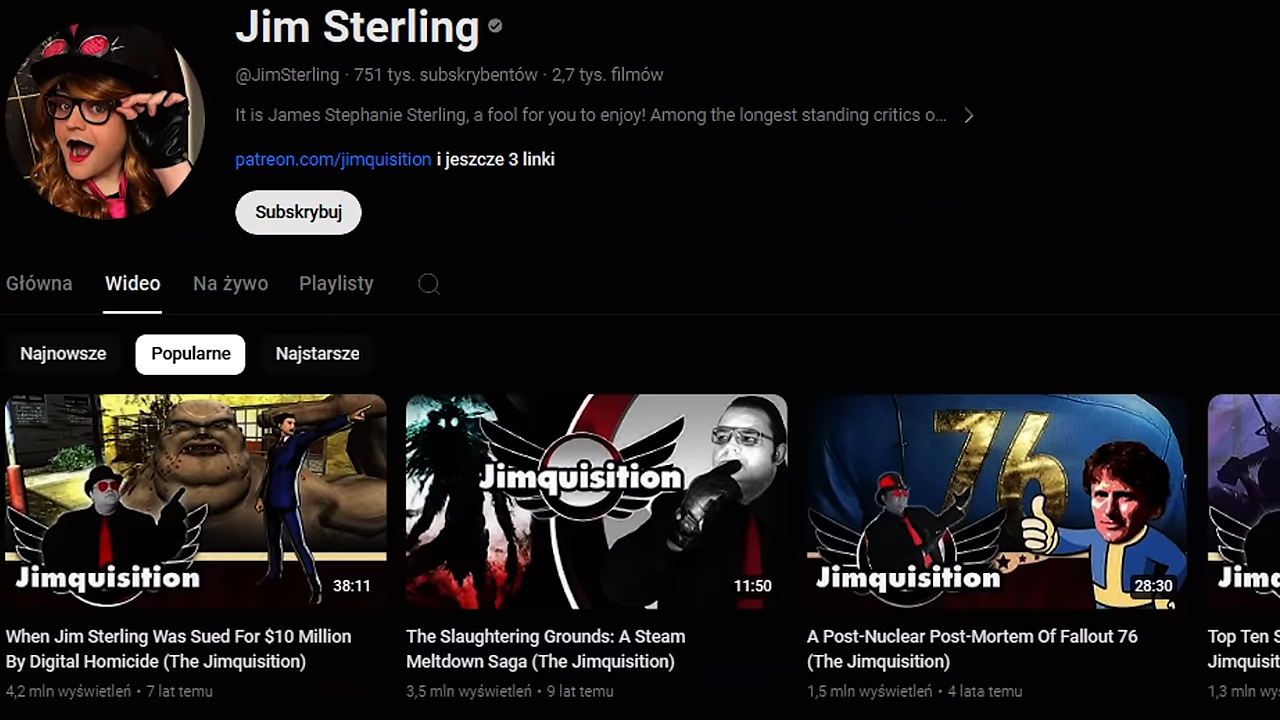 Jim Sterling
@JimSterling · 751 tys. subskrybentów · 2,7 tys. filmów
It is James Stephanie Sterling, a fool for you to enjoy! Among the longest standing critics o...
patreon.com/jimquisition i jeszcze 3 linki
Subskrybuj
Główna Wideo Na żywo Playlisty
Najnowsze Popularne Najstarsze
76
Jimquisition
Jimquisition 38:11
11:50
Jimquisition 28:30
Jimq
When Jim Sterling Was Sued For $10 Million
By Digital Homicide (The Jimquisition)
4,2 mln wyświetleń • 7 lat temu
The Slaughtering Grounds: A Steam
Meltdown Saga (The Jimquisition)
3,5 mln wyświetleń • 9 lat temu
A Post-Nuclear Post-Mortem Of Fallout 76
(The Jimquisition)
1,5 mln wyświetleń • 4 lata temu
Top Ten S
Jimquisit
1,3 mln wy